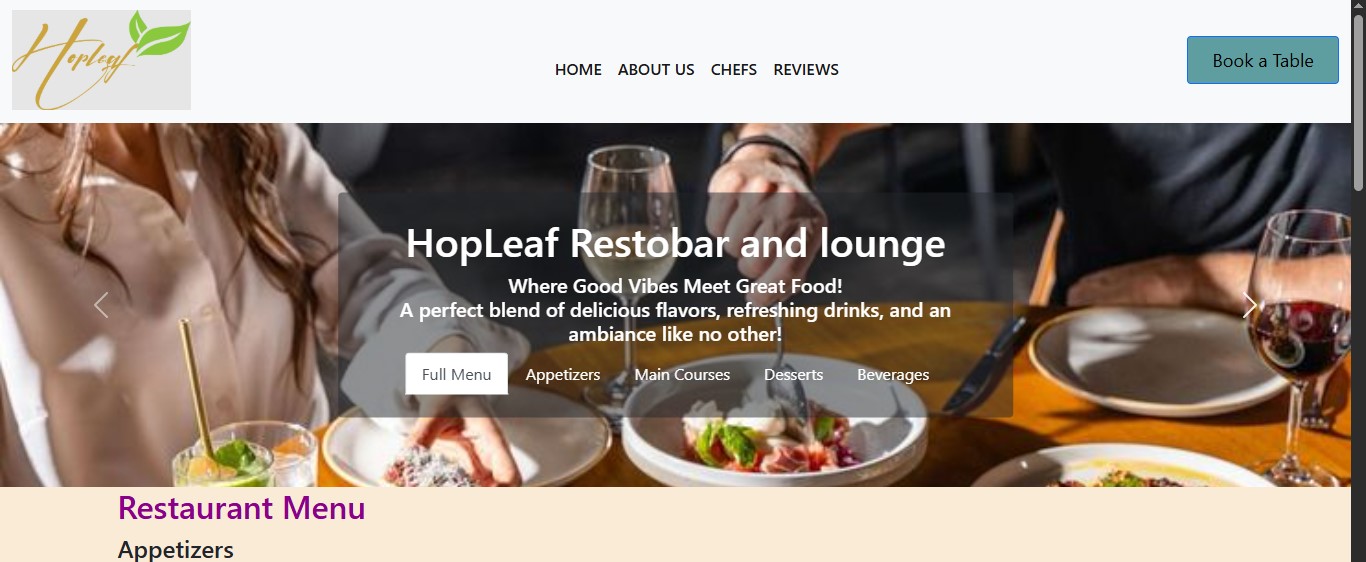 Hopleaf
HOME ABOUT US CHEFS REVIEWS
Book a Table
HopLeaf Restobar and lounge
Where Good Vibes Meet Great Food!
A perfect blend of delicious flavors, refreshing drinks, and an
ambiance like no other!
Full Menu Appetizers Main Courses Desserts Beverages
Restaurant Menu
Appetizers